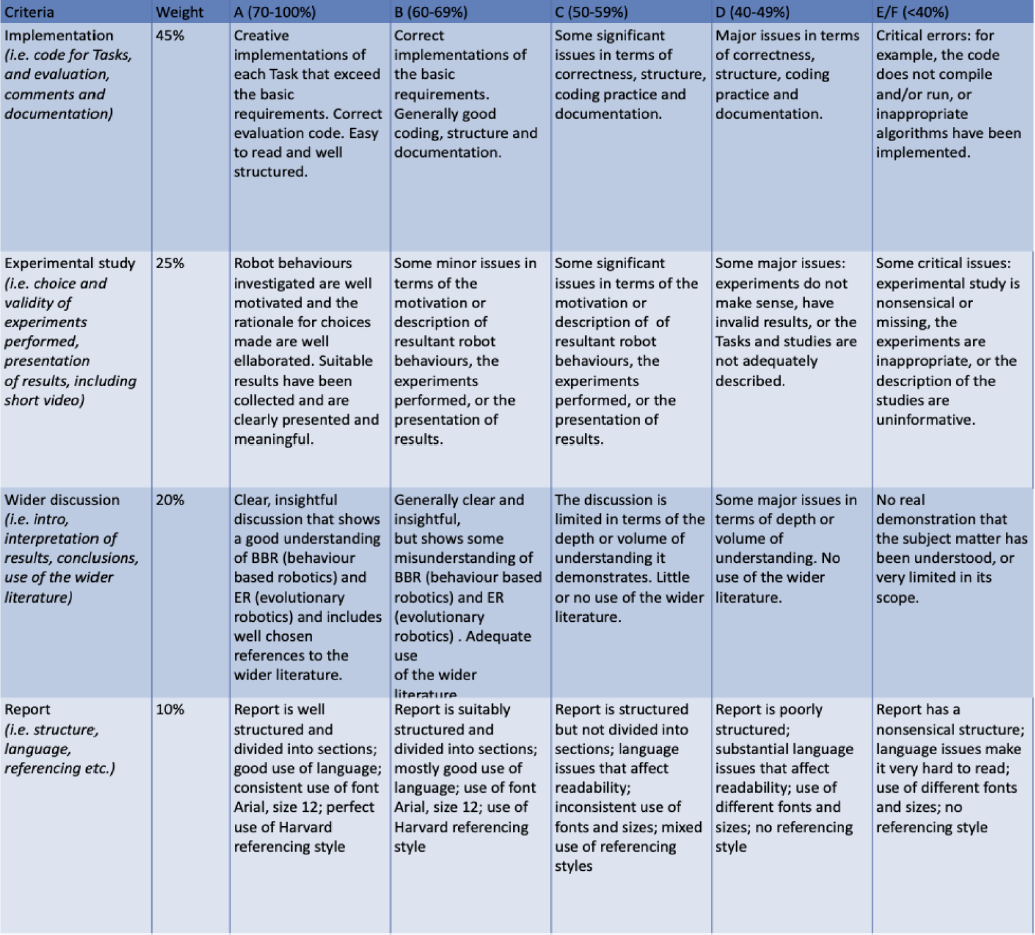 Criteria
Weight
A (70-100%)
B (60-69%)
C (50-59%)
D (40-49%)
E/F (<40%)
Implementation
(i.e. code for Tasks,
and evaluation,
comments and
documentation)
45%
Creative
implementations of
each Task that exceed
the basic
requirements. Correct
evaluation code. Easy
to read and well
structured.
Correct
implementations of
the basic
requirements.
Generally good
coding, structure and
documentation.
Some significant
issues in terms of
correctness, structure,
coding practice and
documentation.
Major issues in terms
of correctness,
structure, coding
practice and
documentation.
Critical errors: for
example, the code
does not compile
and/or run, or
inappropriate
algorithms have been
implemented.
Experimental study
(i.e. choice and
validity of
experiments
performed,
presentation
of results, including
short video)
25%
Robot behaviours
investigated are well
motivated and the
rationale for choices
made are well
ellaborated. Suitable
results have been
collected and are
clearly presented and
meaningful.
Some minor issues in
terms of the
motivation or
description of
resultant robot
behaviours, the
experiments
performed, or the
presentation of
results.
Some significant
issues in terms of the
motivation or
description of of
resultant robot
behaviours, the
experiments
performed, or the
presentation of
results.
Some major issues:
experiments do not
make sense, have
invalid results, or the
Tasks and studies are
not adequately
described.
Some critical issues:
experimental study is
nonsensical or
missing, the
experiments are
inappropriate, or the
description of the
studies are
uninformative.
Wider discussion
(i.e. intro,
interpretation of
results, conclusions,
use of the wider
literature)
20%
Clear, insightful
discussion that shows
a good understanding
of BBR (behaviour
based robotics) and
ER (evolutionary
robotics) and includes
well chosen
references to the
wider literature.
Generally clear and
insightful,
but shows some
misunderstanding of
BBR (behaviour based
robotics) and ER
(evolutionary
robotics) . Adequate
use
of the wider
literature
The discussion is
limited in terms of the
depth or volume of
understanding it
demonstrates. Little
or no use of the wider
literature.
Some major issues in
terms of depth or
volume of
understanding. No
use of the wider
literature.
No real
demonstration that
the subject matter has
been understood, or
very limited in its
scope.
Report
(i.e. structure,
language,
referencing etc.)
10%
Report is well
structured and
divided into sections;
good use of language;
consistent use of font
Arial, size 12; perfect
use of Harvard
referencing style
Report is suitably
structured and
divided into sections;
mostly good use of
language; use of font
Arial, size 12; use of
Harvard referencing
style
Report is structured
but not divided into
sections; language
issues that affect
readability;
inconsistent use of
fonts and sizes; mixed
use of referencing
styles
Report is poorly
structured;
substantial language
issues that affect
readability; use of
different fonts and
sizes; no referencing
style
Report has a
nonsensical structure;
language issues make
it very hard to read;
use of different fonts
and sizes; no
referencing style